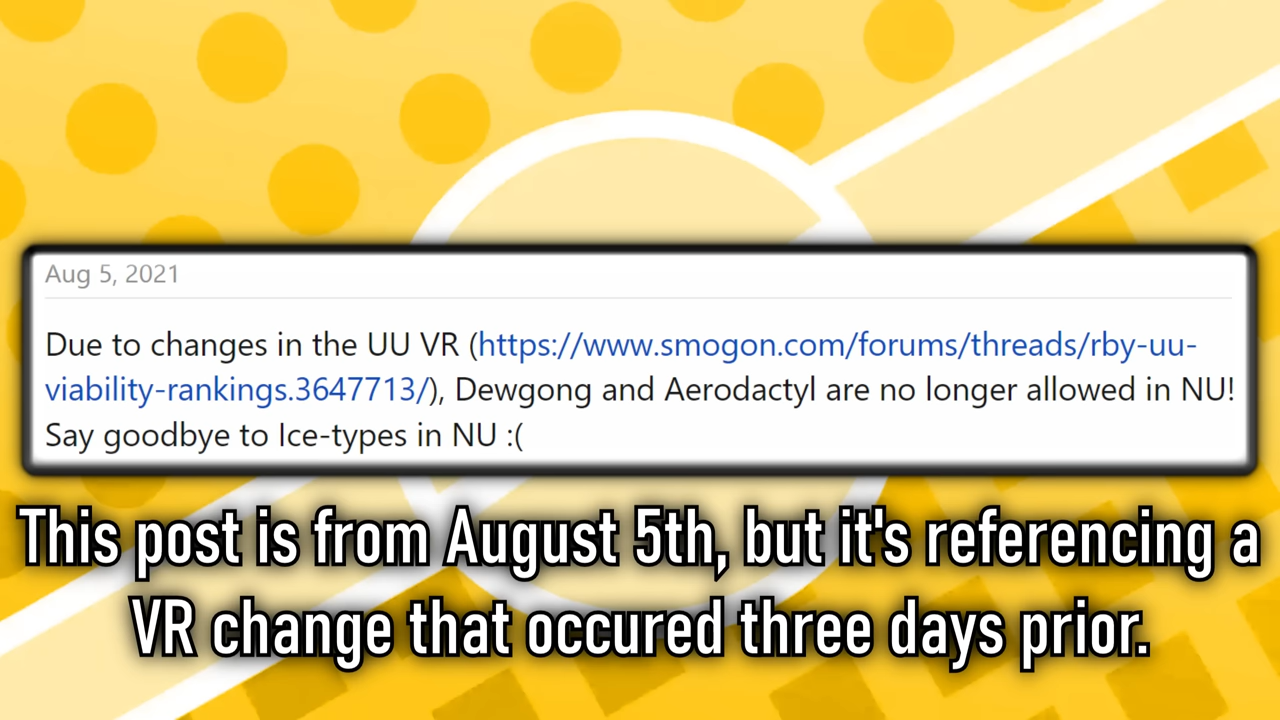 Aug 5, 2021
Due to changes in the UU VR (https://www.smogon.com/forums/threads/rby-uu-
viability-rankings.3647713/), Dewgong and Aerodactyl are no longer allowed in NU!
Say goodbye to Ice-types in NU :(
This post is from August 5th, but it's referencing a
VR change that occured three days prior.